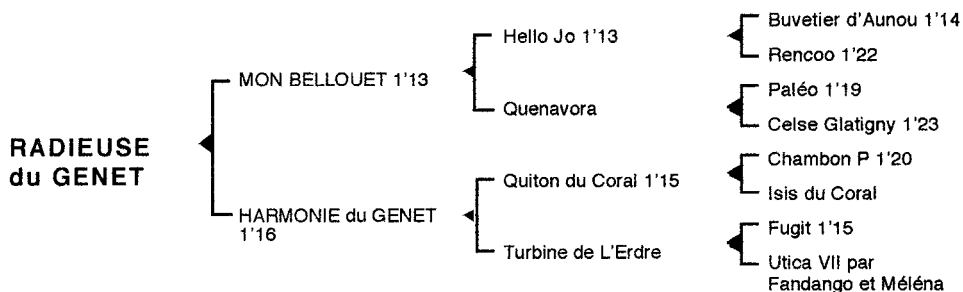 RADIEUSE
du GENET
MON BELLOUET 1'13
HARMONIE du GENET
1'16
Hello Jo 1'13
Quenavora
Quiton du Coral 1'15
Turbine de L'Erdre
Buvetier d'Aunou 1'14
Rencoo 1'22
Paléo 1'19
Celse Glatigny 1'23
Chambon P 1'20
Isis du Coral
Fugit 1'15
Utica VII par
Fandango et Méléna